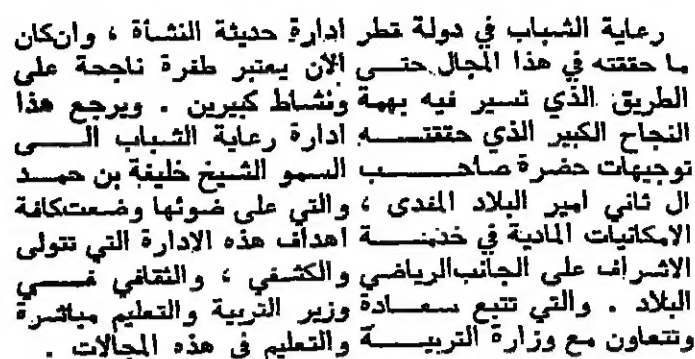 رعاية الشباب في دولة قطر ادارة حديثة النشأة ، وانكان
ما حققته في هذا المجال حتى الان يعتبر طفرة ناجحة على
الطريق الذي تسير فيه بهمة ونشاط كبيرين . ويرجع هذا
النجاح الكبير الذي حققته ادارة رعاية الشباب الى
توجيهات حضرة صاحب السمو الشيخ خليفة بن حمد
ال ثاني امير البلاد المفدى ، والتي على ضوئها وضعتكافة
الامكانيات المادية في خدمة اهداف هذه الادارة التي تتولى
الاشراف على الجانبالرياضي والكشفي ، والثقافي في
البلاد . والتي تتبع سعادة وزير التربية والتعليم مباشرة
وتتعاون مع وزارة التربية والتعليم في هذه المجالات .